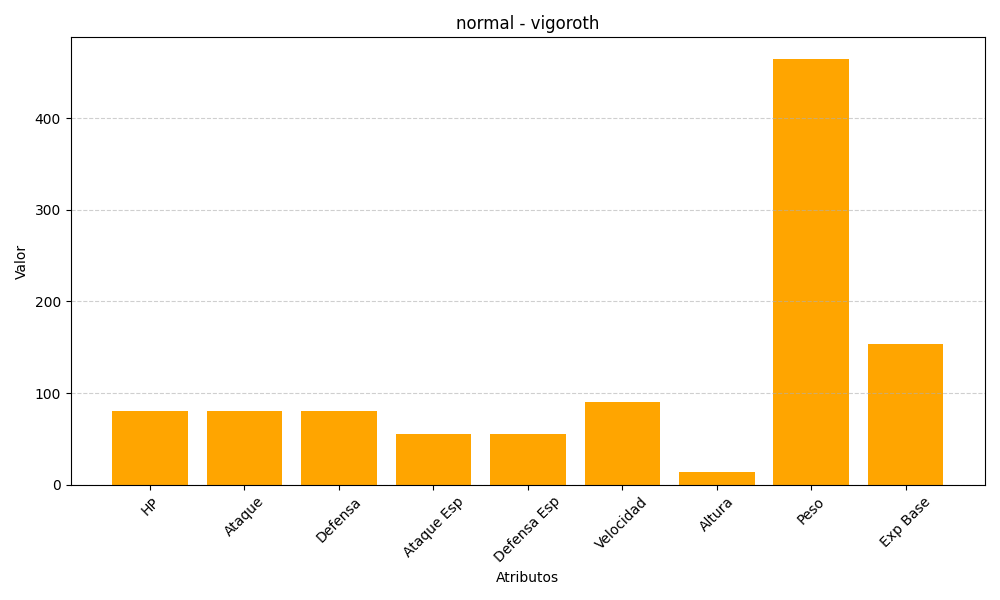 normal - vigoroth
Valor
400
300
200
100
0
HP
Ataque
Defensa
Ataque Esp
Defensa Esp
Velocidad
Altura
Peso
Exp Base
Atributos